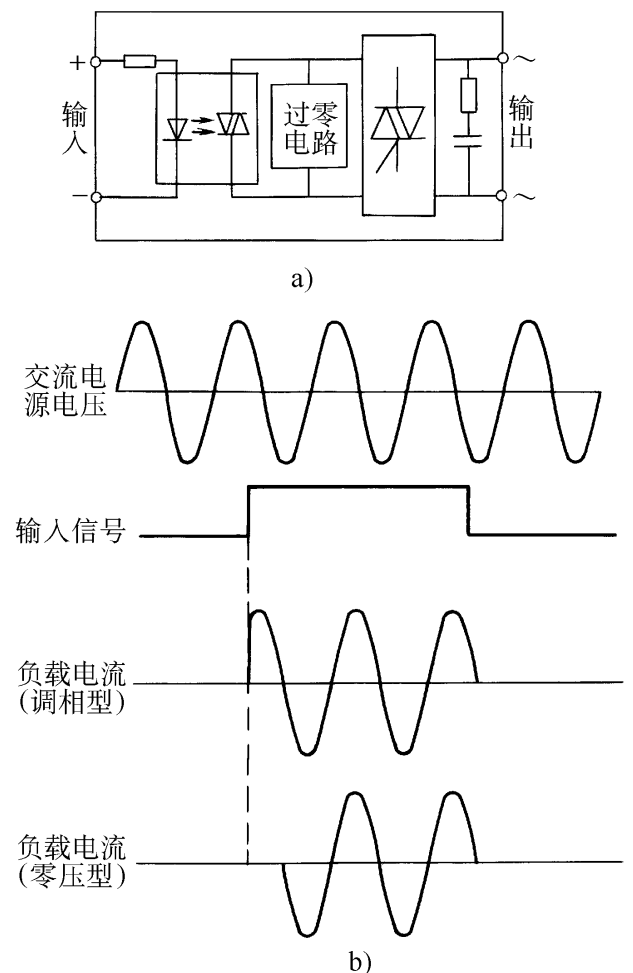 +
输入
−
过零
电路
~
输出
~
a)
交流电
源电压
输入信号
负载电流
(调相型)
负载电流
(零压型)
b)